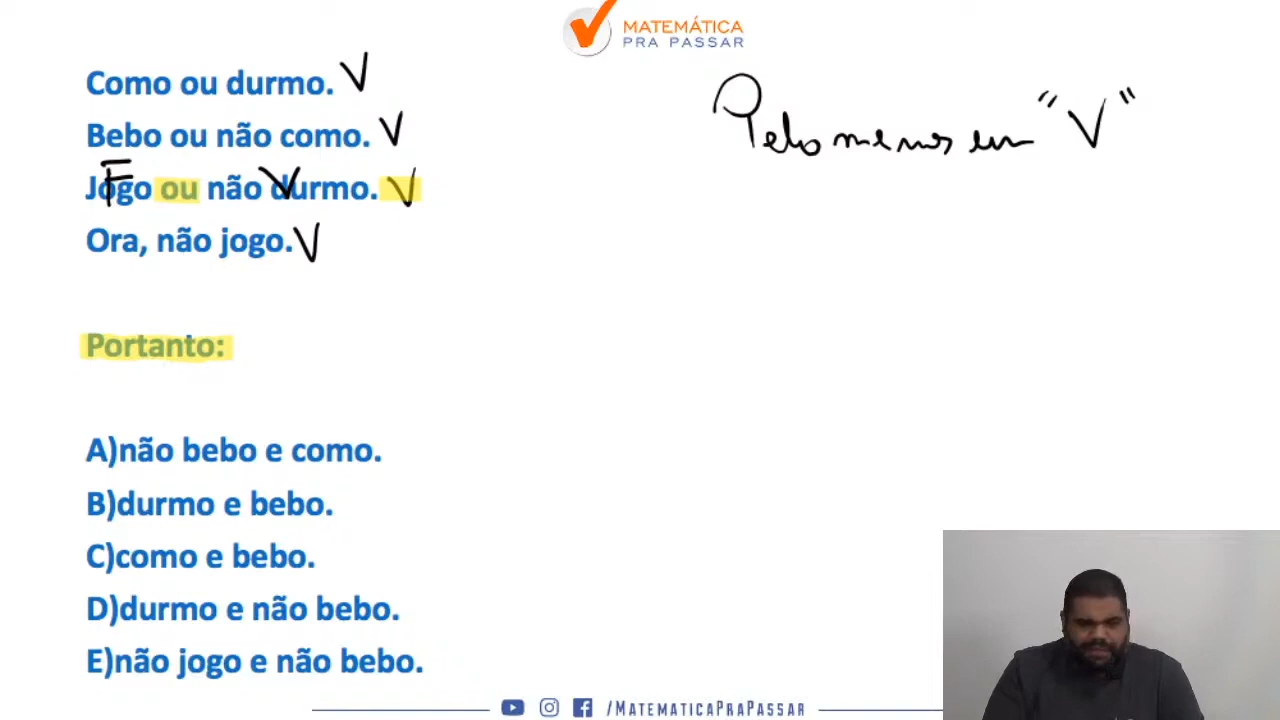 MATEMÁTICA
PRA PASSAR
Como ou durmo. V
Pelo menos um "V"
Bebo ou não como. V
F V
Jogo ou não durmo. V
Ora, não jogo. V
Portanto:
A)não bebo e como.
B)durmo e bebo.
C)como e bebo.
D)durmo e não bebo.
E)não jogo e não bebo.
/MATEMATICAPRAPASSAR